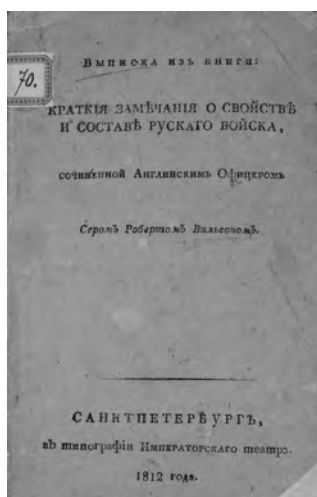 70.
Выписка изъ книги:
КРАТКІЯ ЗАМѢЧАНІЯ О СВОЙСТВѢ
И СОСТАВѢ РУСКАГО ВОЙСКА,
сочиненной Англинскимъ Офицеромъ
Серомъ Робертомъ Вильсономъ.
САНКТПЕТЕРБУРГЪ,
въ типографіи Императорскаго театра.
1812 года.